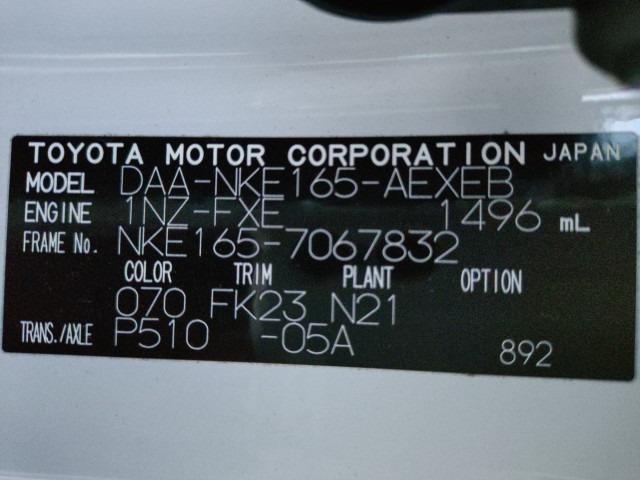 TOYOTA MOTOR CORPORATION JAPAN
MODEL DAA-NKE165-AEXEB
ENGINE 1NZ-FXE 1496 mL
FRAME No. NKE165-7067832
COLOR TRIM PLANT OPTION
070 FK23 N21
TRANS./AXLE P510 -05A
892